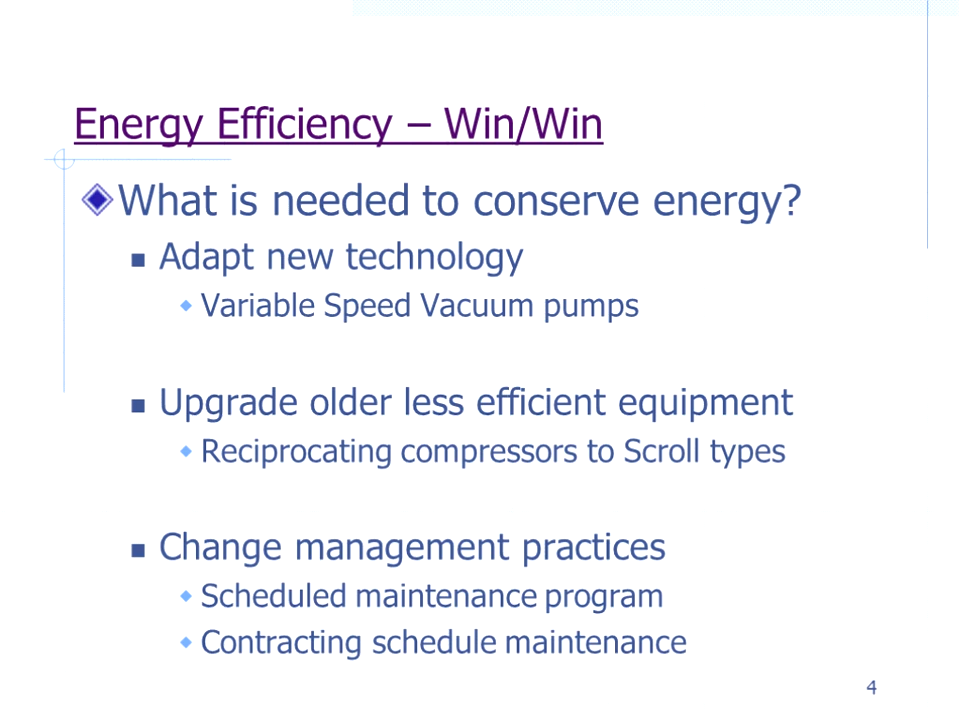 Energy Efficiency – Win/Win
What is needed to conserve energy?
Adapt new technology
Variable Speed Vacuum pumps
Upgrade older less efficient equipment
Reciprocating compressors to Scroll types
Change management practices
Scheduled maintenance program
Contracting schedule maintenance
4